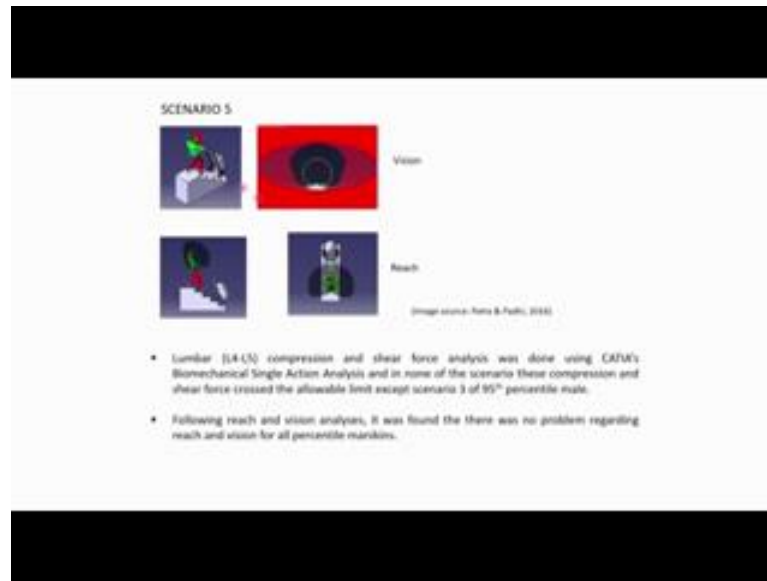 SCENARIO 5
Vision
Reach
(Image source: Patra & Padhi, 2016)
• Lumbar (L4-L5) compression and shear force analysis was done using CATIA's
Biomechanical Single Action Analysis and in none of the scenario these compression and
shear force crossed the allowable limit except scenario 3 of 95th percentile male.
• Following reach and vision analyses, it was found the there was no problem regarding
reach and vision for all percentile manikins.